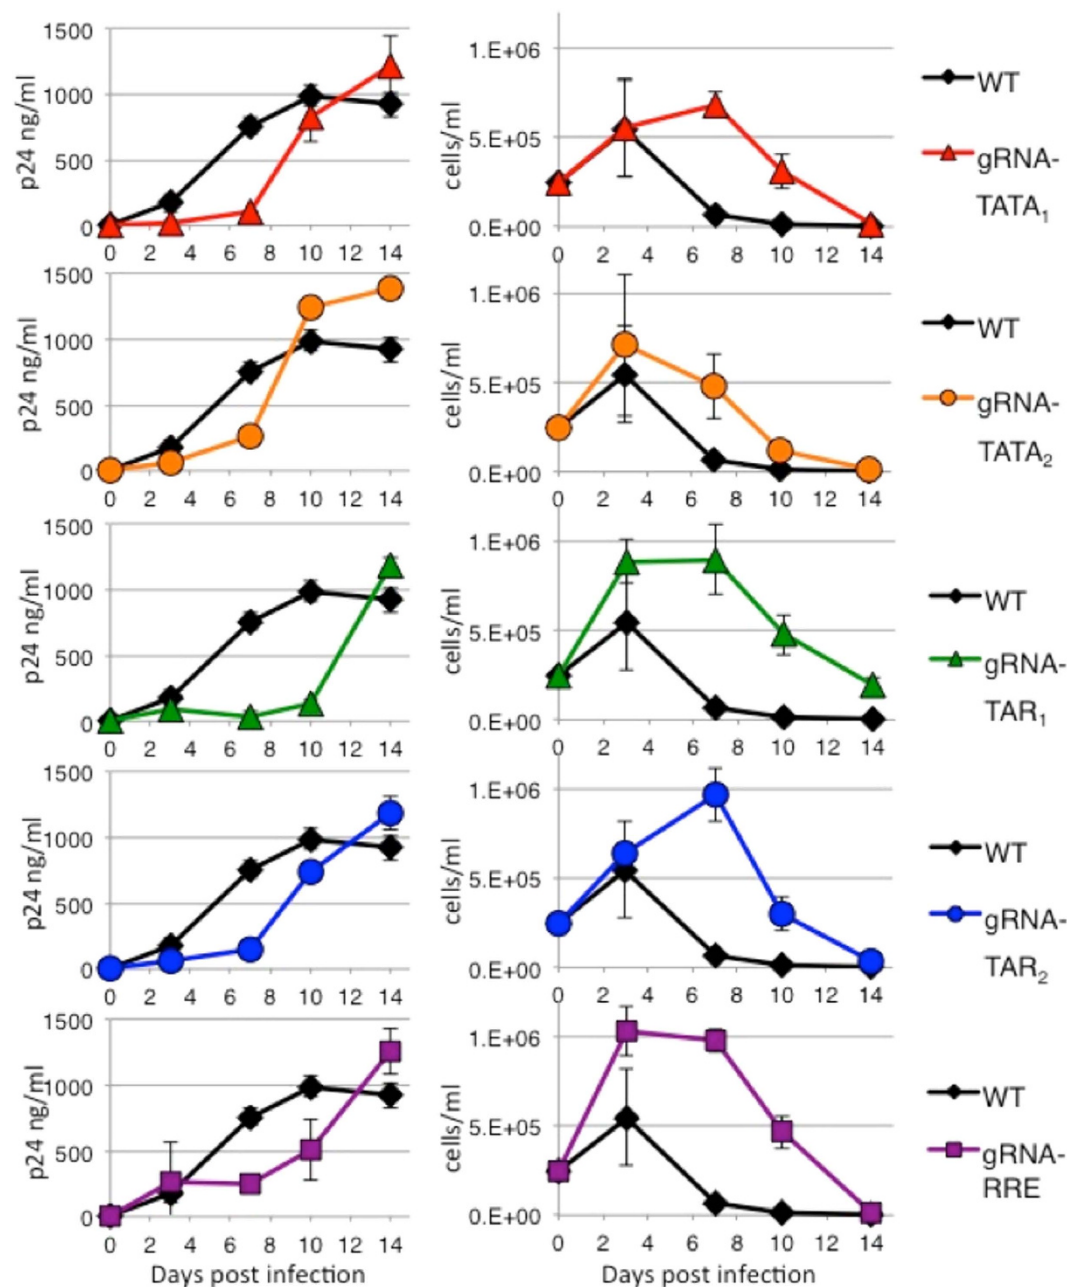 1500
1000
500
0
p24 ng/ml
0 2 4 6 8 10 12 14
1.E+06
5.E+05
0.E+00
cells/ml
0 2 4 6 8 10 12 14
WT
gRNA-
TATA₁
1500
1000
500
0
p24 ng/ml
0 2 4 6 8 10 12 14
1.E+06
5.E+05
0.E+00
cells/ml
0 2 4 6 8 10 12 14
WT
gRNA-
TATA₂
1500
1000
500
0
p24 ng/ml
0 2 4 6 8 10 12 14
1.E+06
5.E+05
0.E+00
cells/ml
0 2 4 6 8 10 12 14
WT
gRNA-
TAR₁
1500
1000
500
0
p24 ng/ml
0 2 4 6 8 10 12 14
1.E+06
5.E+05
0.E+00
cells/ml
0 2 4 6 8 10 12 14
WT
gRNA-
TAR₂
1500
1000
500
0
p24 ng/ml
0 2 4 6 8 10 12 14
Days post infection
1.E+06
5.E+05
0.E+00
cells/ml
0 2 4 6 8 10 12 14
Days post infection
WT
gRNA-
RRE